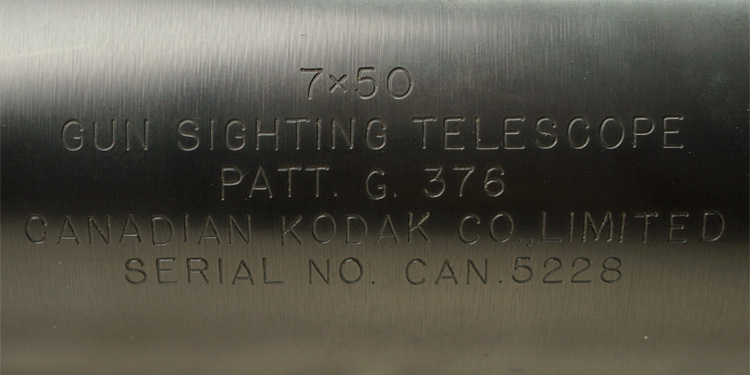 7×50
GUN SIGHTING TELESCOPE
PATT. G. 376
CANADIAN KODAK CO., LIMITED
SERIAL NO. CAN.5228